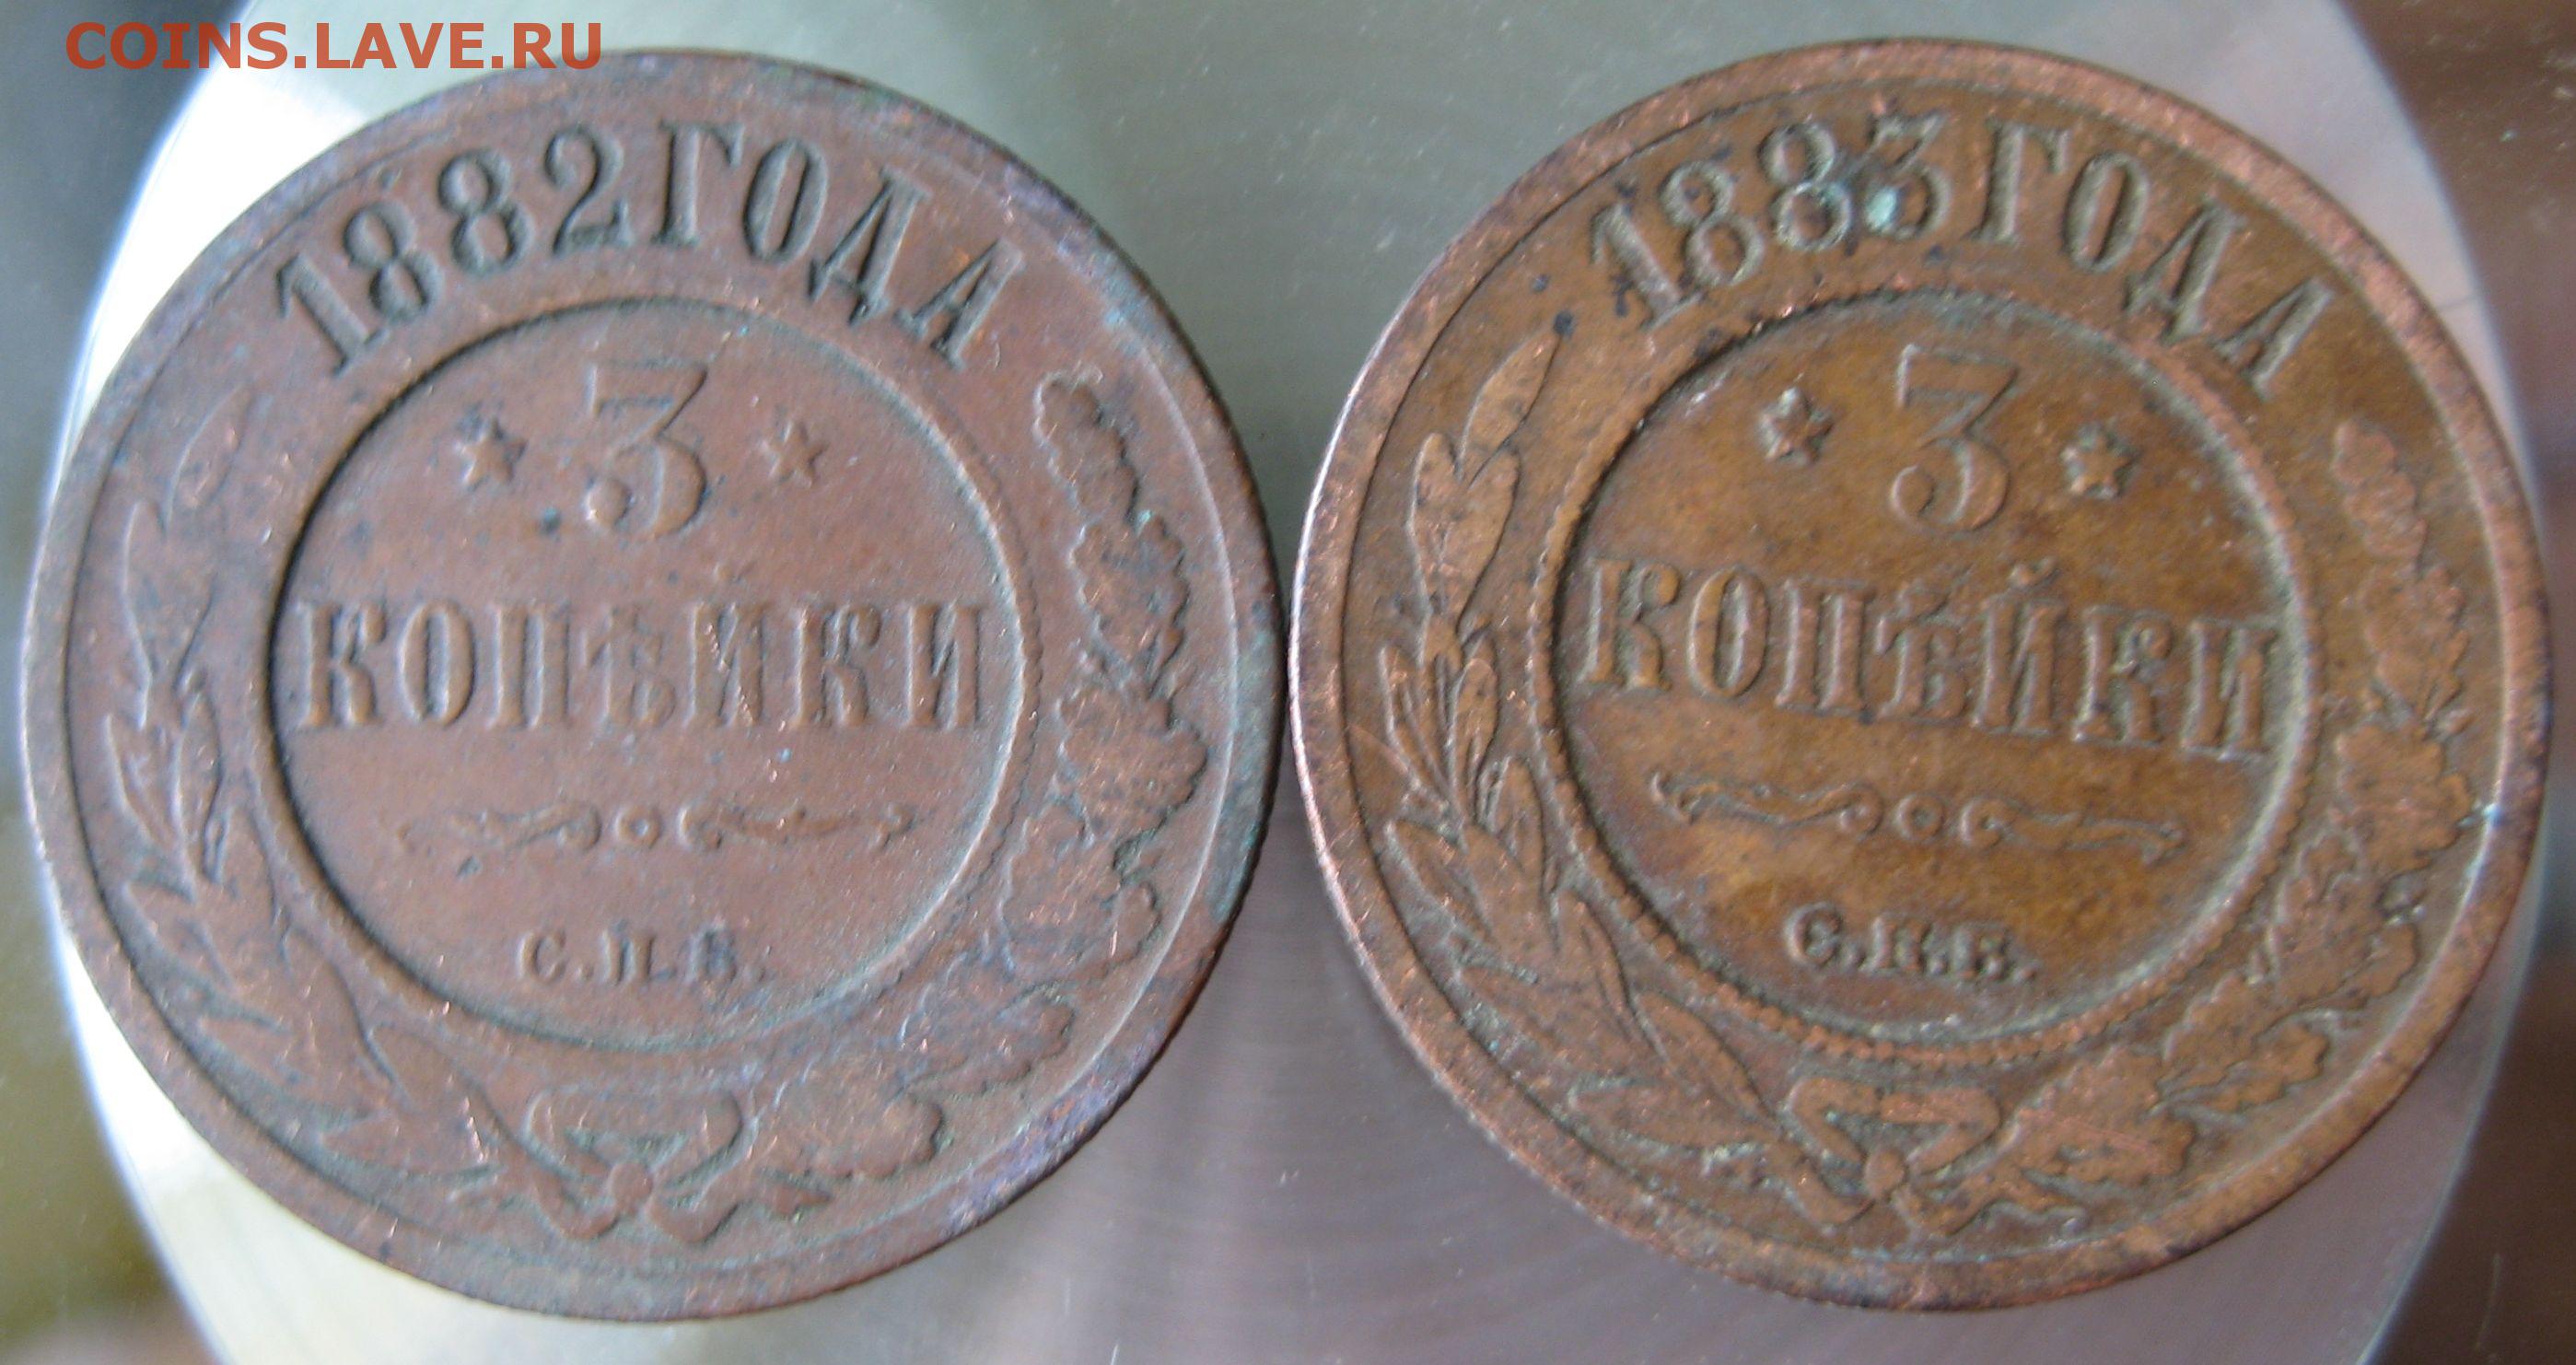 COINS.LAVE.RU
1882 ГОДА
3
КОПѢЙКИ
С.П.Б.
1883 ГОДА
3
КОПѢЙКИ
С.П.Б.